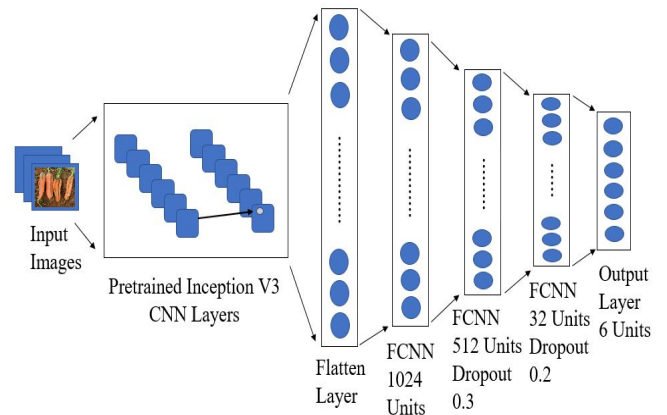 Input
Images
Pretrained Inception V3
CNN Layers
Flatten
Layer
FCNN
1024
Units
FCNN
512 Units
Dropout
0.3
FCNN
32 Units
Dropout
0.2
Output
Layer
6 Units